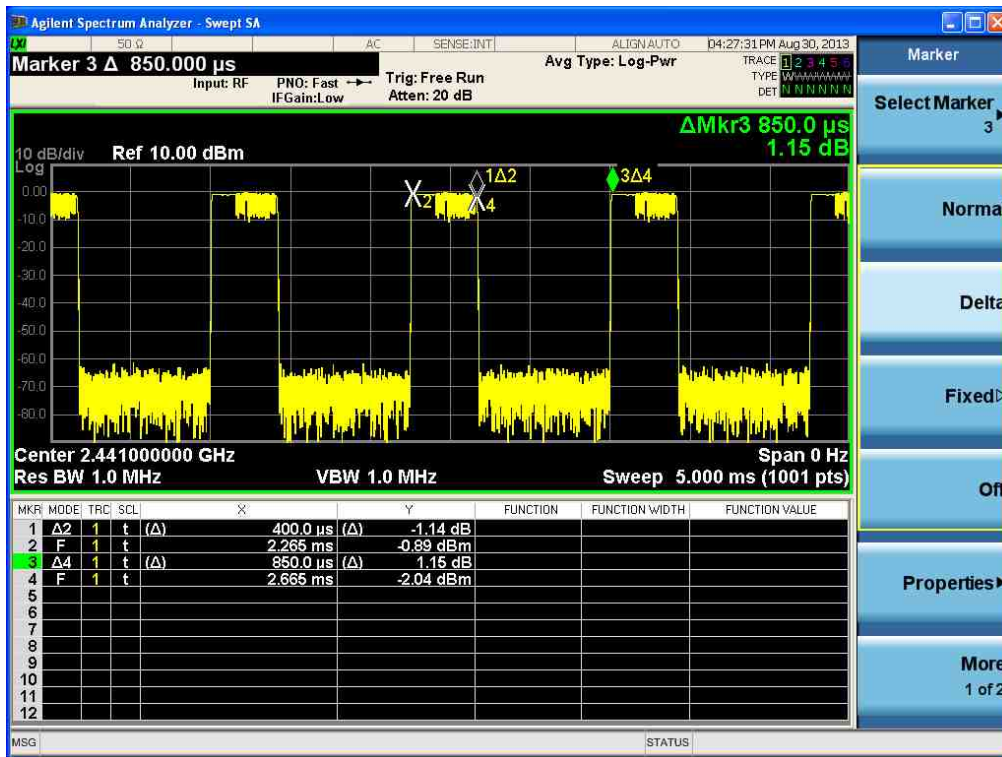 Agilent Spectrum Analyzer - Swept SA
LXI 50 Ω AC SENSE:INT ALIGNAUTO 04:27:31 PM Aug 30, 2013
Marker 3 Δ 850.000 µs
Input: RF PNO: Fast Trig: Free Run Avg Type: Log-Pwr TRACE 1 2 3 4 5 6
IFGain:Low Atten: 20 dB TYPE
DET N N N N N N
ΔMkr3 850.0 µs
1.15 dB
10 dB/div Ref 10.00 dBm
Log
0.00
-10.0
-20.0
-30.0
-40.0
-50.0
-60.0
-70.0
-80.0
2 1Δ2 4 3Δ4
Center 2.441000000 GHz Span 0 Hz
Res BW 1.0 MHz VBW 1.0 MHz Sweep 5.000 ms (1001 pts)
MKR MODE TRC SCL X Y FUNCTION FUNCTION WIDTH FUNCTION VALUE
1 Δ2 1 t (Δ) 400.0 µs (Δ) -1.14 dB
2 F 1 t 2.265 ms -0.89 dBm
3 Δ4 1 t (Δ) 850.0 µs (Δ) 1.15 dB
4 F 1 t 2.665 ms -2.04 dBm
5
6
7
8
9
10
11
12
MSG STATUS
Marker
Select Marker
3
Norma
Delta
Fixed
Off
Properties
More
1 of 2